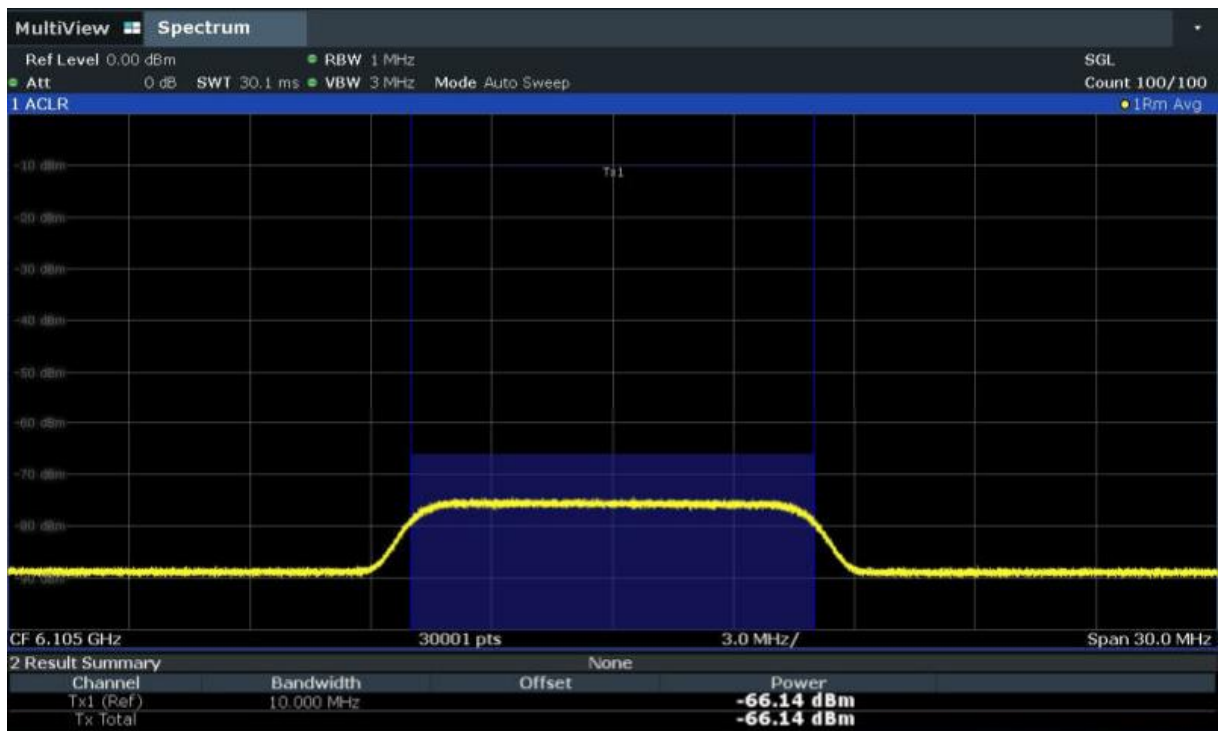 MultiView Spectrum
Ref Level 0.00 dBm RBW 1 MHz SGL
Att 0 dB SWT 30.1 ms VBW 3 MHz Mode Auto Sweep Count 100/100
1 ACLR 1Rm Avg
-10 dBm
Tx1
-20 dBm
-30 dBm
-40 dBm
-50 dBm
-60 dBm
-70 dBm
-80 dBm
-90 dBm
CF 6.105 GHz 30001 pts 3.0 MHz/ Span 30.0 MHz
2 Result Summary None
Channel Bandwidth Offset Power
Tx1 (Ref) 10.000 MHz -66.14 dBm
Tx Total -66.14 dBm